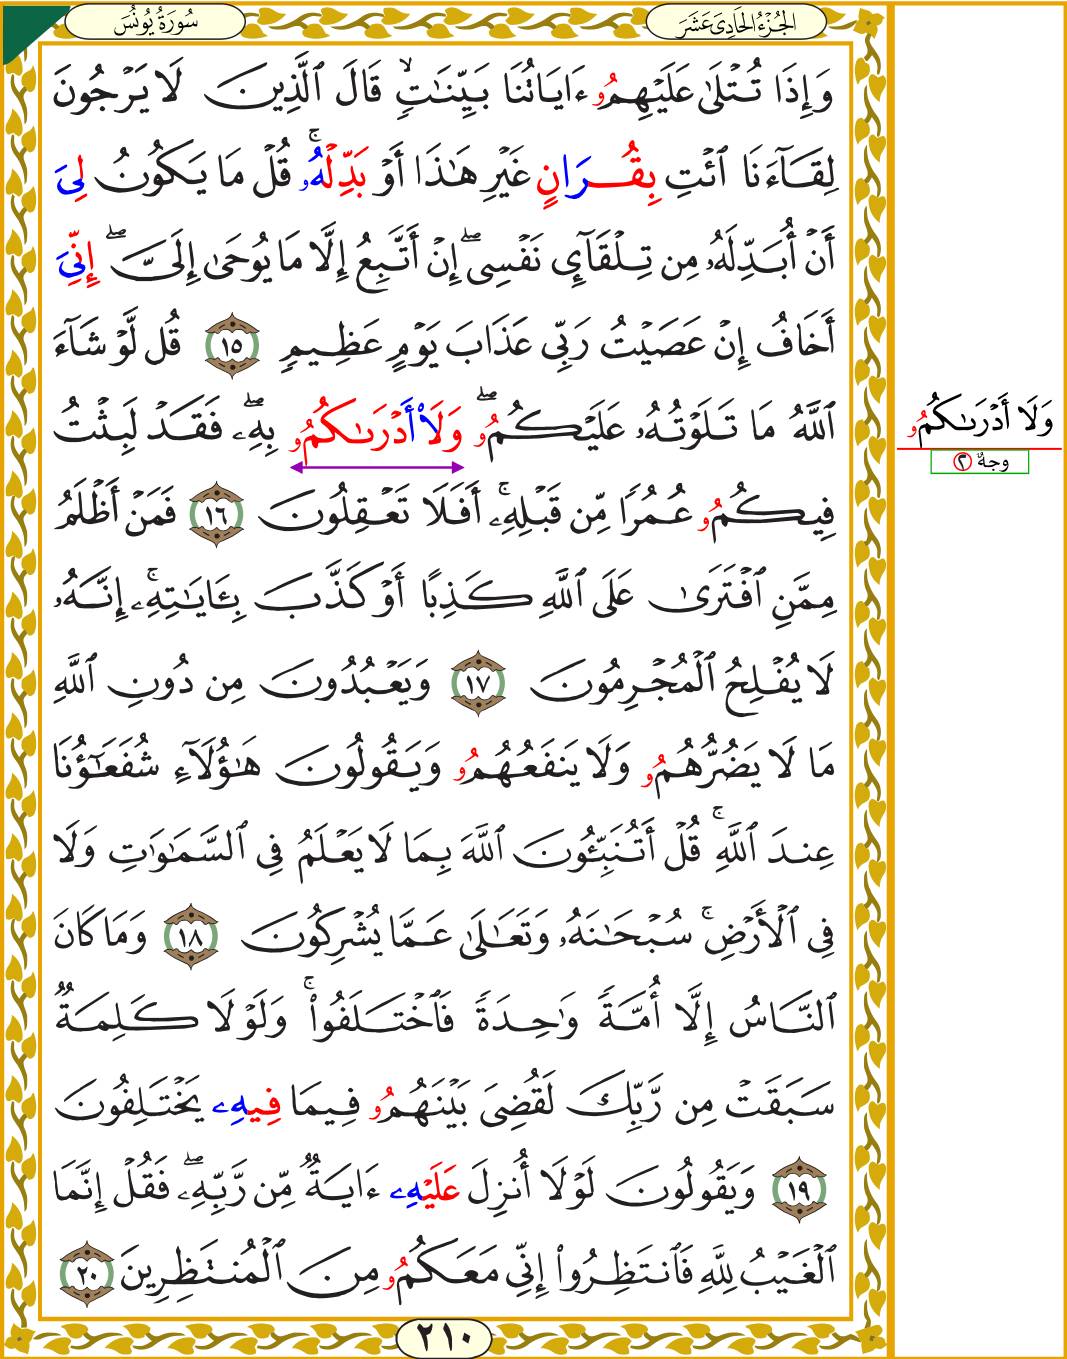 سُورَةُ يُونُسَ
الجُزْءُ الحَادِىَ عَشَرَ
وَإِذَا تُتْلَىٰ عَلَيْهِمُۥ ءَايَاتُنَا بَيِّنَٰتٍۙ قَالَ ٱلَّذِينَ لَا يَرْجُونَ
لِقَآءَنَا ٱئْتِ بِقُرَانٍ غَيْرِ هَٰذَا أَوْ بَدِّلْهُۥۚ قُلْ مَا يَكُونُ لِىَ
أَنْ أُبَدِّلَهُۥ مِن تِلْقَآئِ نَفْسِىۖ إِنْ أَتَّبِعُ إِلَّا مَا يُوحَىٰ إِلَىَّۖ إِنِّىَ
أَخَافُ إِنْ عَصَيْتُ رَبِّى عَذَابَ يَوْمٍ عَظِيمٍ ١٥ قُل لَّوْ شَآءَ
ٱللَّهُ مَا تَلَوْتُهُۥ عَلَيْكُمُۥۖ وَلَأَدْرَىٰكُمُۥ بِهِۦۖ فَقَدْ لَبِثْتُ
فِيكُمُۥ عُمُرًا مِّن قَبْلِهِۦۚ أَفَلَا تَعْقِلُونَ ١٦ فَمَنْ أَظْلَمُ
مِمَّنِ ٱفْتَرَىٰ عَلَى ٱللَّهِ كَذِبًا أَوْ كَذَّبَ بِـَٔايَٰتِهِۦۚ إِنَّهُۥ
لَا يُفْلِحُ ٱلْمُجْرِمُونَ ١٧ وَيَعْبُدُونَ مِن دُونِ ٱللَّهِ
مَا لَا يَضُرُّهُمُۥ وَلَا يَنفَعُهُمُۥ وَيَقُولُونَ هَٰٓؤُلَآءِ شُفَعَٰٓؤُنَا
عِندَ ٱللَّهِۚ قُلْ أَتُنَبِّـُٔونَ ٱللَّهَ بِمَا لَا يَعْلَمُ فِى ٱلسَّمَٰوَٰتِ وَلَا
فِى ٱلْأَرْضِۚ سُبْحَٰنَهُۥ وَتَعَٰلَىٰ عَمَّا يُشْرِكُونَ ١٨ وَمَا كَانَ
ٱلنَّاسُ إِلَّا أُمَّةً وَٰحِدَةً فَٱخْتَلَفُوا۟ۚ وَلَوْلَا كَلِمَةٌ
سَبَقَتْ مِن رَّبِّكَ لَقُضِىَ بَيْنَهُمُۥ فِيمَا فِيهِۦ يَخْتَلِفُونَ
١٩ وَيَقُولُونَ لَوْلَا أُنزِلَ عَلَيْهِۦ ءَايَةٌ مِّن رَّبِّهِۦۖ فَقُلْ إِنَّمَا
ٱلْغَيْبُ لِلَّهِ فَٱنتَظِرُوا۟ إِنِّى مَعَكُمُۥ مِنَ ٱلْمُنتَظِرِينَ ٢٠
٢١٠
وَلَا أَدْرَىٰكُمُۥ
وجهٌ ٢